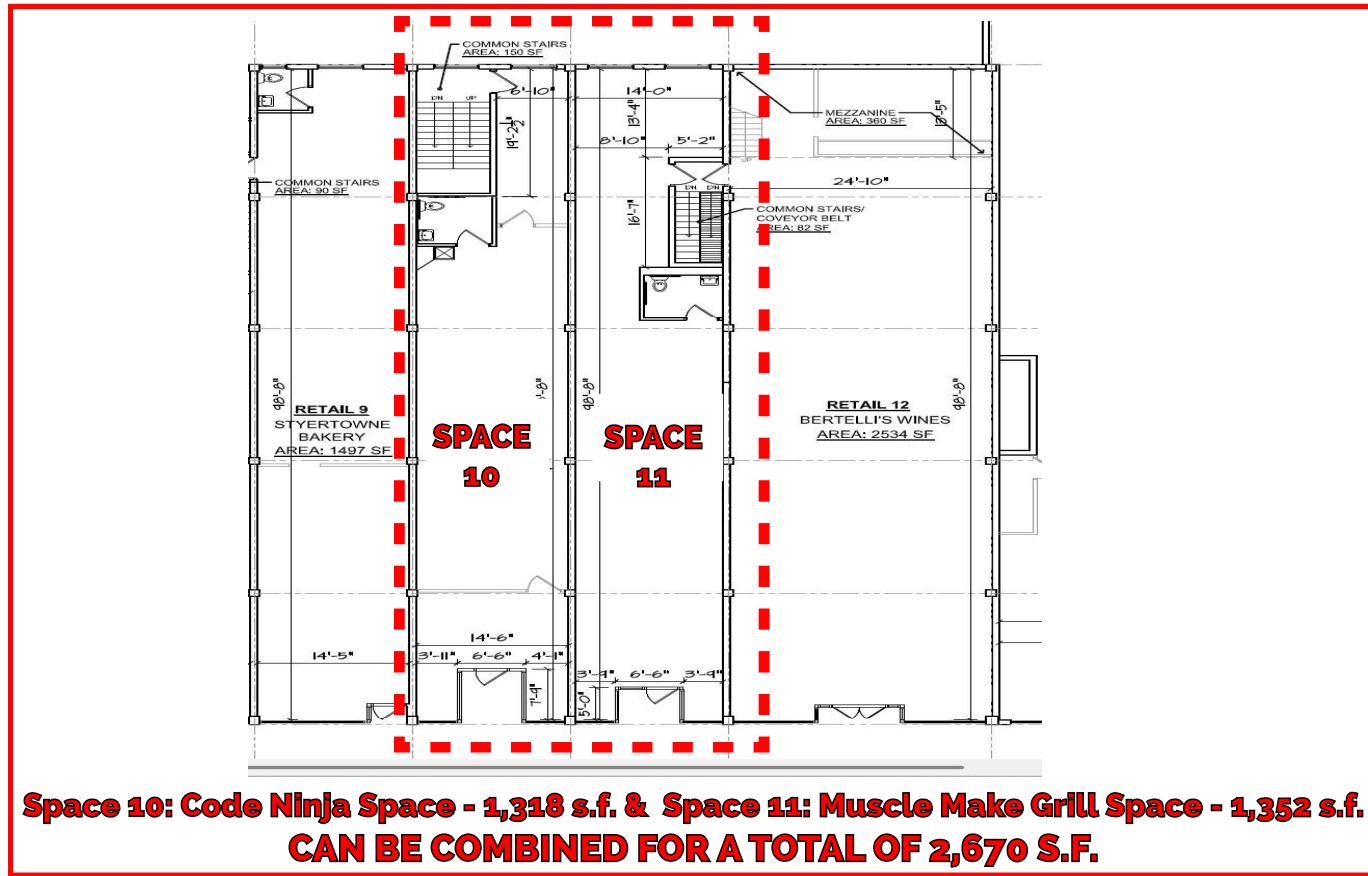 COMMON STAIRS
AREA: 150 SF
DN UP
6'-10"
19'-2½"
14'-0"
13'-4"
8'-10" 5'-2"
MEZZANINE
AREA: 360 SF
UP
24'-10"
COMMON STAIRS
AREA: 90 SF
DN DN
COMMON STAIRS/
COVEYOR BELT
AREA: 82 SF
16'-7"
98'-8"
RETAIL 9
STYERTOWNE
BAKERY
AREA: 1497 SF
SPACE
10
98'-8"
SPACE
11
RETAIL 12
BERTELLI'S WINES
AREA: 2534 SF
98'-8"
14'-5"
14'-6"
3'-11" 6'-6" 4'-1"
7'-9"
3'-9" 6'-6" 3'-9"
5'-0"
Space 10: Code Ninja Space - 1,318 s.f. & Space 11: Muscle Make Grill Space - 1,352 s.f.
CAN BE COMBINED FOR A TOTAL OF 2,670 S.F.